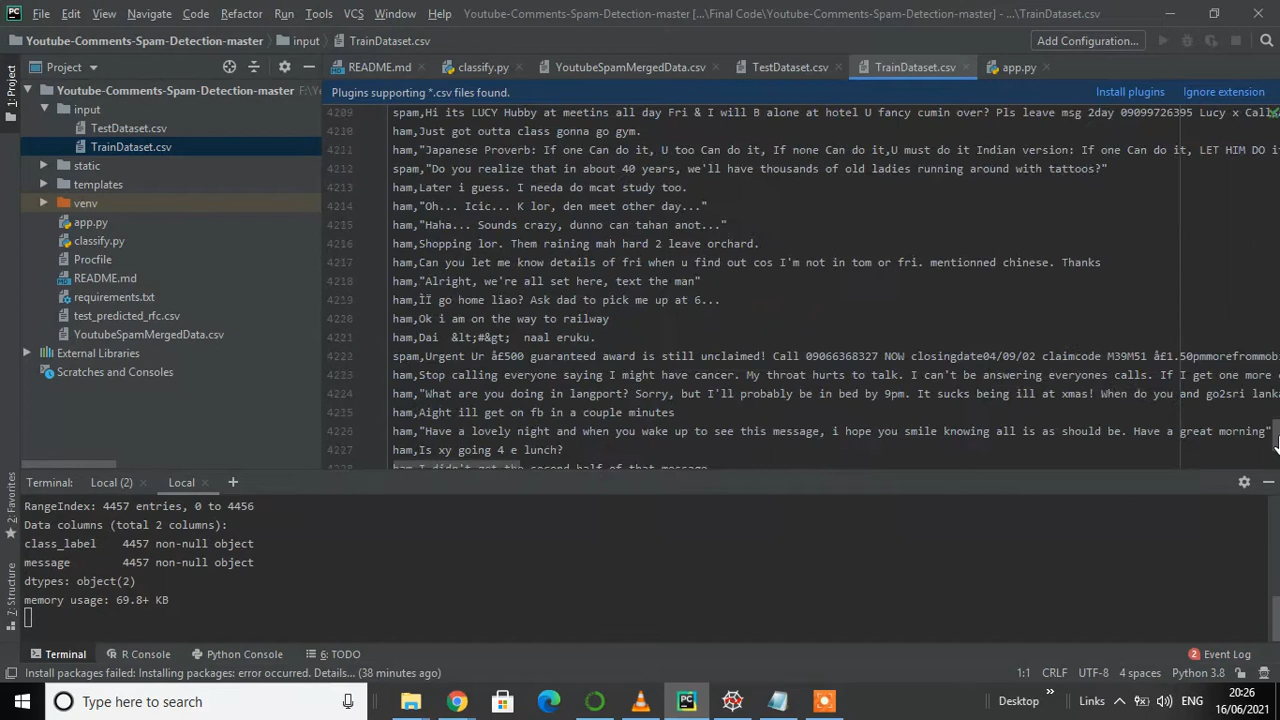 File Edit View Navigate Code Refactor Run Tools VCS Window Help Youtube-Comments-Spam-Detection-master [...\Final Code\Youtube-Comments-Spam-Detection-master] - ...\TrainDataset.csv
Youtube-Comments-Spam-Detection-master input TrainDataset.csv Add Configuration...
Project README.md classify.py YoutubeSpamMergedData.csv TestDataset.csv TrainDataset.csv app.py
1: Project
Plugins supporting *.csv files found. Install plugins Ignore extension
Youtube-Comments-Spam-Detection-master
input
TestDataset.csv
TrainDataset.csv
static
templates
venv
app.py
classify.py
Procfile
README.md
requirements.txt
test_predicted_rfc.csv
YoutubeSpamMergedData.csv
External Libraries
Scratches and Consoles
4209 spam,Hi its LUCY Hubby at meetins all day Fri & I will B alone at hotel U fancy cumin over? Pls leave msg 2day 09099726395 Lucy x
4210 ham,Just got outta class gonna go gym.
4211 ham,"Japanese Proverb: If one Can do it, U too Can do it, If none Can do it,U must do it Indian version: If one Can do it, LET HIM DO
4212 spam,"Do you realize that in about 40 years, we'll have thousands of old ladies running around with tattoos?"
4213 ham,Later i guess. I needa do mcat study too.
4214 ham,"Oh... Icic... K lor, den meet other day..."
4215 ham,"Haha... Sounds crazy, dunno can tahan anot..."
4216 ham,Shopping lor. Them raining mah hard 2 leave orchard.
4217 ham,Can you let me know details of fri when u find out cos I'm not in tom or fri. mentionned chinese. Thanks
4218 ham,"Alright, we're all set here, text the man"
4219 ham,ÌÏ go home liao? Ask dad to pick me up at 6...
4220 ham,Ok i am on the way to railway
4221 ham,Dai &lt;#&gt; naal eruku.
4222 spam,Urgent Ur å£500 guaranteed award is still unclaimed! Call 09066368327 NOW closingdate04/09/02 claimcode M39M51 å£1.50pmmorefrommobi
4223 ham,Stop calling everyone saying I might have cancer. My throat hurts to talk. I can't be answering everyones calls. If I get one more
4224 ham,"What are you doing in langport? Sorry, but I'll probably be in bed by 9pm. It sucks being ill at xmas! When do you and go2sri lank
4225 ham,Aight ill get on fb in a couple minutes
4226 ham,"Have a lovely night and when you wake up to see this message, i hope you smile knowing all is as should be. Have a great morning"
4227 ham,Is xy going 4 e lunch?
4228 ham,I didn't get the second half of that message
Terminal: Local (2) Local
2: Favorites
7: Structure
RangeIndex: 4457 entries, 0 to 4456
Data columns (total 2 columns):
class_label 4457 non-null object
message 4457 non-null object
dtypes: object(2)
memory usage: 69.8+ KB
Terminal R Console Python Console 6: TODO 2 Event Log
Install packages failed: Installing packages: error occurred. Details... (38 minutes ago) 1:1 CRLF UTF-8 4 spaces Python 3.8
Type here to search Desktop Links ENG 20:26
16/06/2021